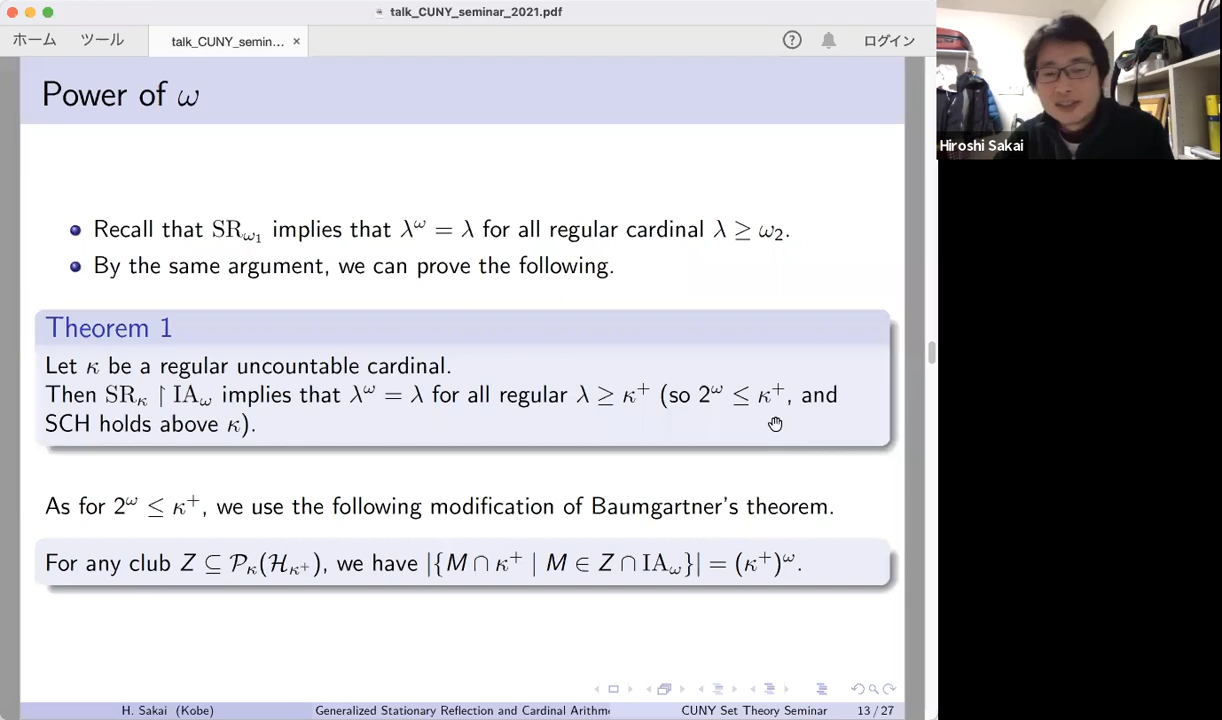 talk_CUNY_seminar_2021.pdf
ホーム ツール talk_CUNY_semin... × ログイン
Power of ω
Hiroshi Sakai
Recall that SR_{ω₁} implies that λ^ω = λ for all regular cardinal λ ≥ ω₂.
By the same argument, we can prove the following.
Theorem 1
Let κ be a regular uncountable cardinal.
Then SR_κ ↾ IA_ω implies that λ^ω = λ for all regular λ ≥ κ⁺ (so 2^ω ≤ κ⁺, and
SCH holds above κ).
As for 2^ω ≤ κ⁺, we use the following modification of Baumgartner's theorem.
For any club Z ⊆ 𝒫_κ(ℋ_{κ⁺}), we have |{M ∩ κ⁺ | M ∈ Z ∩ IA_ω}| = (κ⁺)^ω.
H. Sakai (Kobe) Generalized Stationary Reflection and Cardinal Arithm CUNY Set Theory Seminar 13 / 27